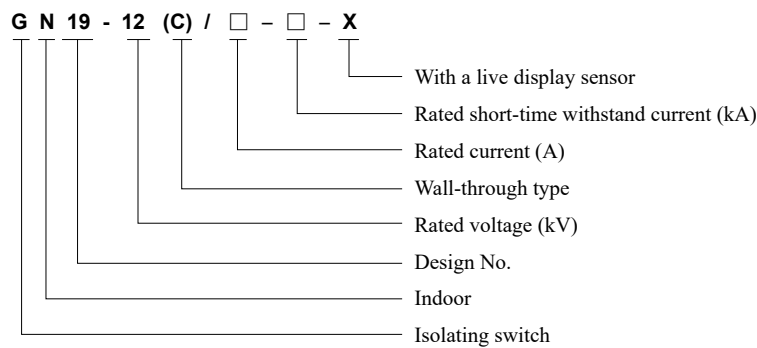 G N 19 - 12 (C) / □ – □ – X
With a live display sensor
Rated short-time withstand current (kA)
Rated current (A)
Wall-through type
Rated voltage (kV)
Design No.
Indoor
Isolating switch